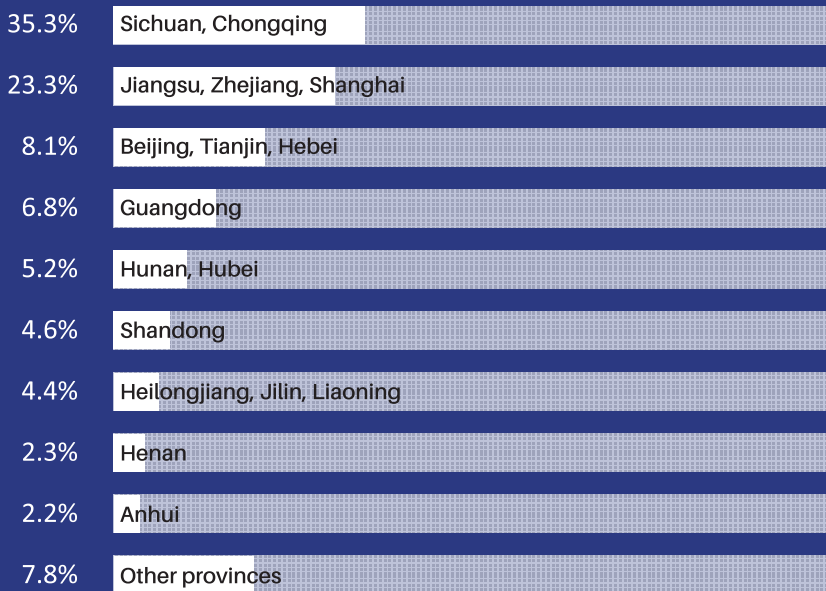 35.3% Sichuan, Chongqing
23.3% Jiangsu, Zhejiang, Shanghai
8.1% Beijing, Tianjin, Hebei
6.8% Guangdong
5.2% Hunan, Hubei
4.6% Shandong
4.4% Heilongjiang, Jilin, Liaoning
2.3% Henan
2.2% Anhui
7.8% Other provinces